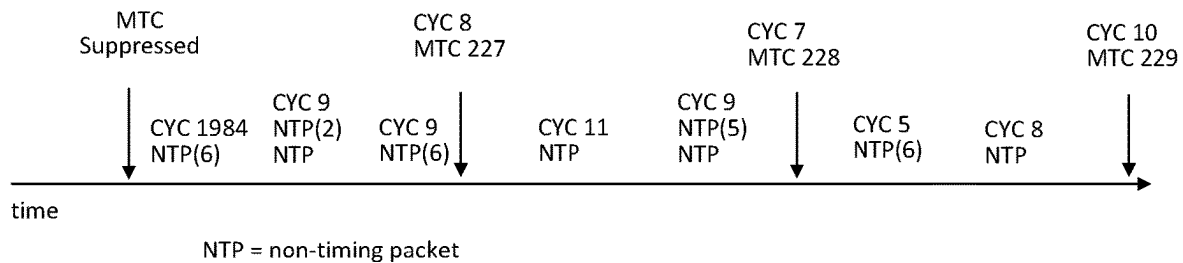 MTC
Suppressed
CYC 8
MTC 227
CYC 7
MTC 228
CYC 10
MTC 229
CYC 1984
NTP(6)
CYC 9
NTP(2)
NTP
CYC 9
NTP(6)
CYC 11
NTP
CYC 9
NTP(5)
NTP
CYC 5
NTP(6)
CYC 8
NTP
time
NTP = non-timing packet